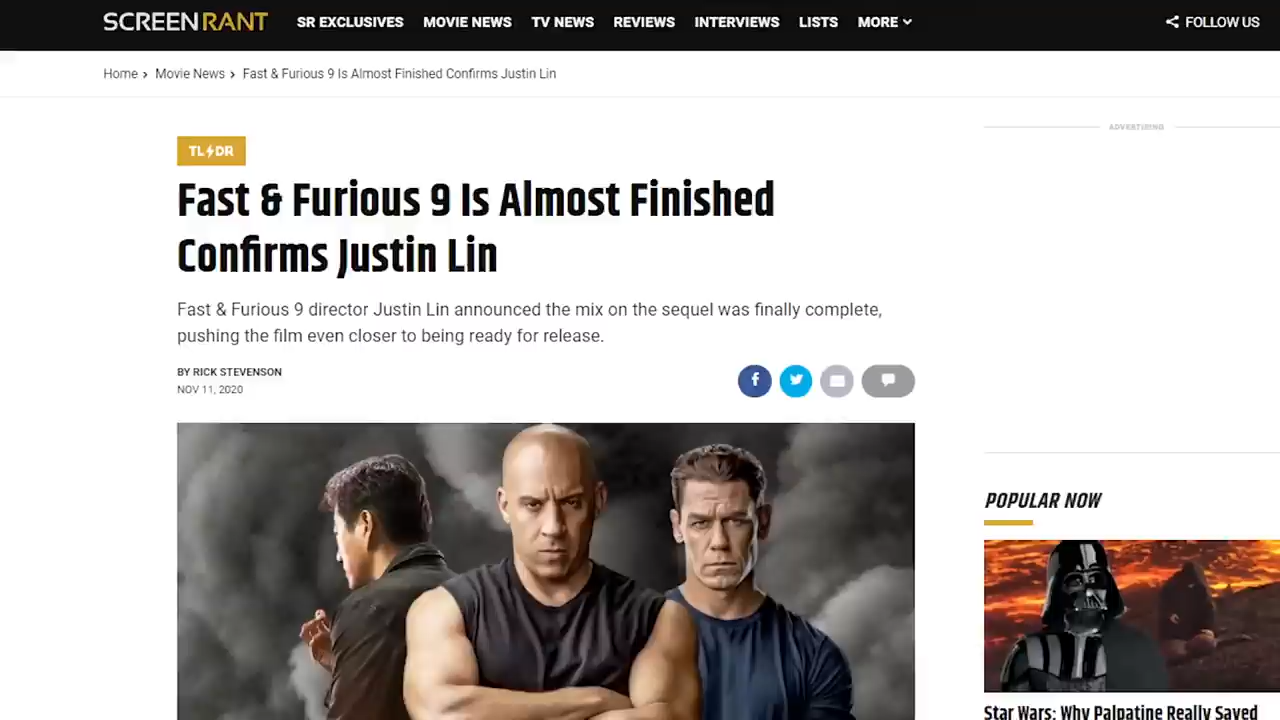 SCREENRANT SR EXCLUSIVES MOVIE NEWS TV NEWS REVIEWS INTERVIEWS LISTS MORE FOLLOW US
Home › Movie News › Fast & Furious 9 Is Almost Finished Confirms Justin Lin
ADVERTISING
TL DR
Fast & Furious 9 Is Almost Finished
Confirms Justin Lin
Fast & Furious 9 director Justin Lin announced the mix on the sequel was finally complete,
pushing the film even closer to being ready for release.
BY RICK STEVENSON
NOV 11, 2020
POPULAR NOW
Star Wars: Why Palpatine Really Saved